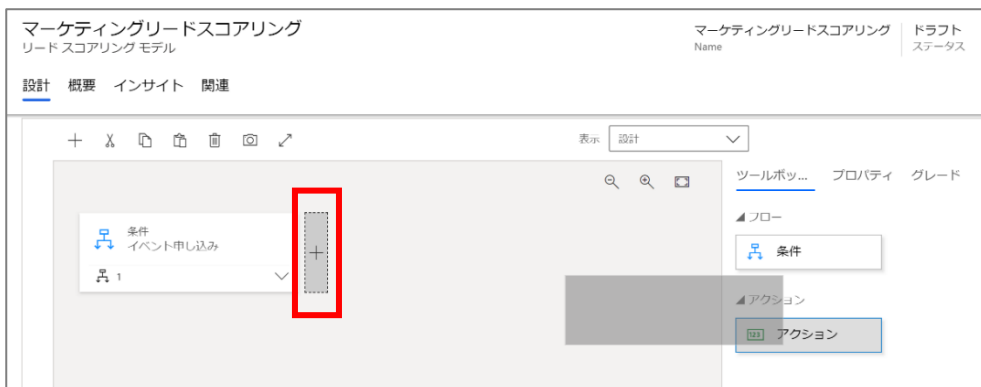 マーケティングリードスコアリング
リード スコアリング モデル
マーケティングリードスコアリング
Name
ドラフト
ステータス
設計 概要 インサイト 関連
表示 設計
ツールボッ... プロパティ グレード
フロー
条件
イベント申し込み
1
条件
アクション
123 アクション